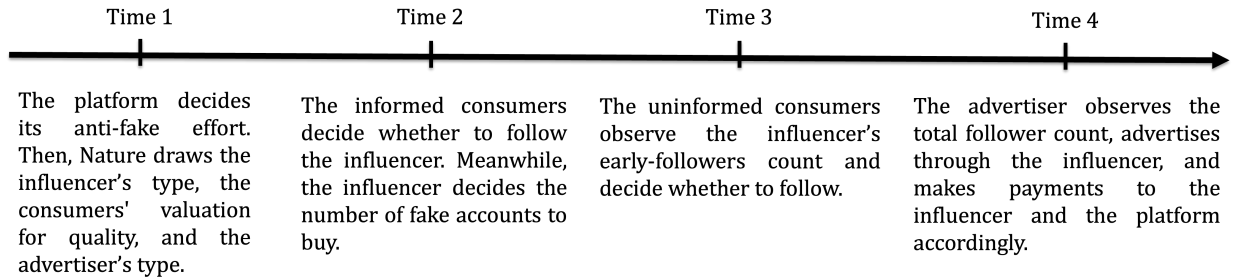 Time 1
Time 2
Time 3
Time 4
The platform decides
its anti-fake effort.
Then, Nature draws the
influencer's type, the
consumers' valuation
for quality, and the
advertiser's type.
The informed consumers
decide whether to follow
the influencer. Meanwhile,
the influencer decides the
number of fake accounts to
buy.
The uninformed consumers
observe the influencer's
early-followers count and
decide whether to follow.
The advertiser observes the
total follower count, advertises
through the influencer, and
makes payments to the
influencer and the platform
accordingly.